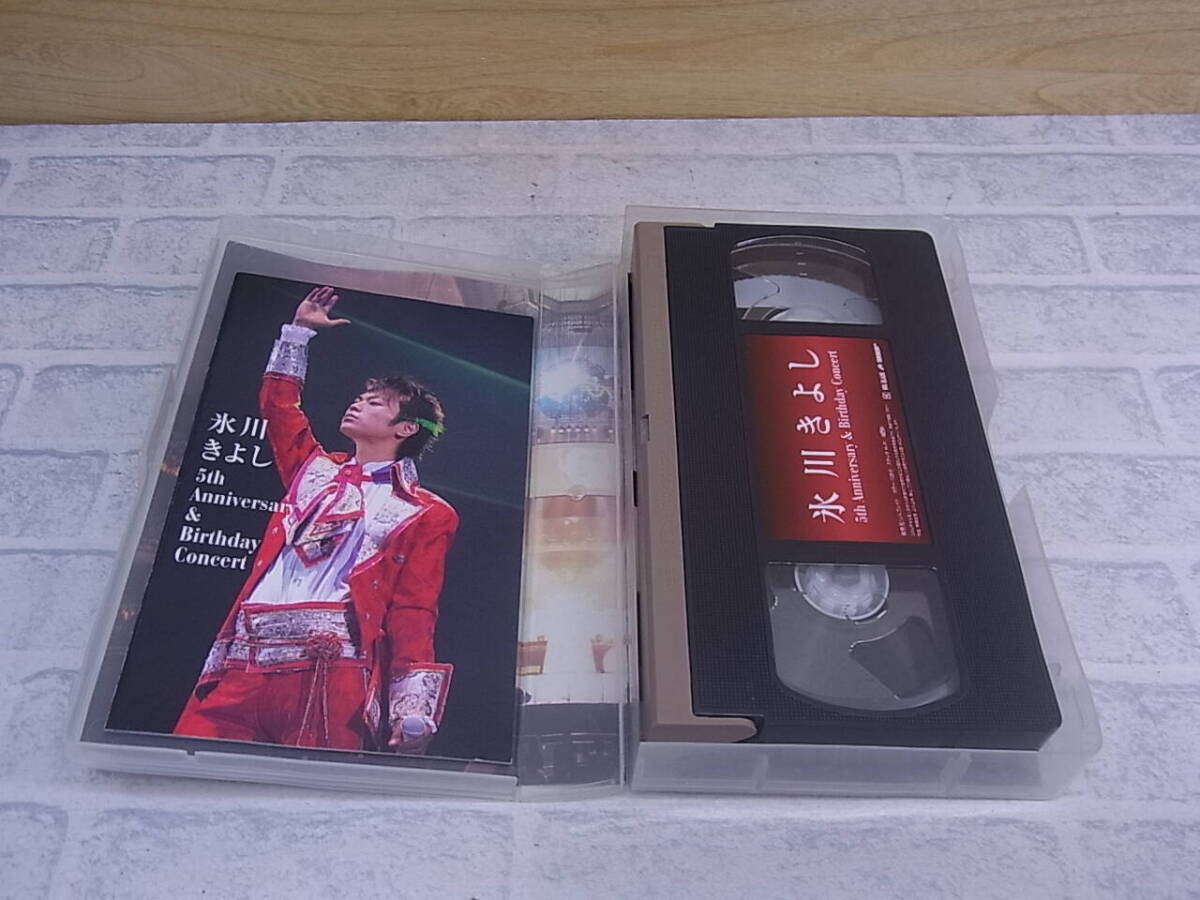 氷川
きよし
5th
Anniversary
&
Birthday
Concert
氷川きよし
5th Anniversary & Birthday Concert